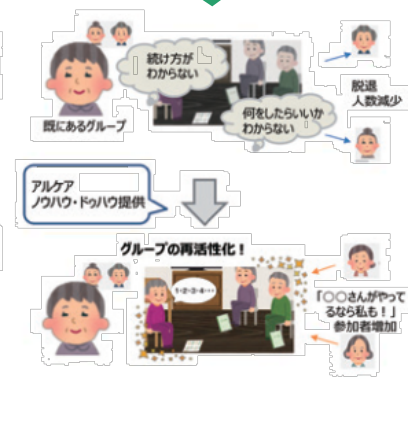 続け方が
わからない
脱退
人数減少
何をしたらいいか
わからない
既にあるグループ
アルケア
ノウハウ・ドゥハウ提供
グループの再活性化！
1・2・3・4・・・
「〇〇さんがやって
るなら私も！」
参加者増加